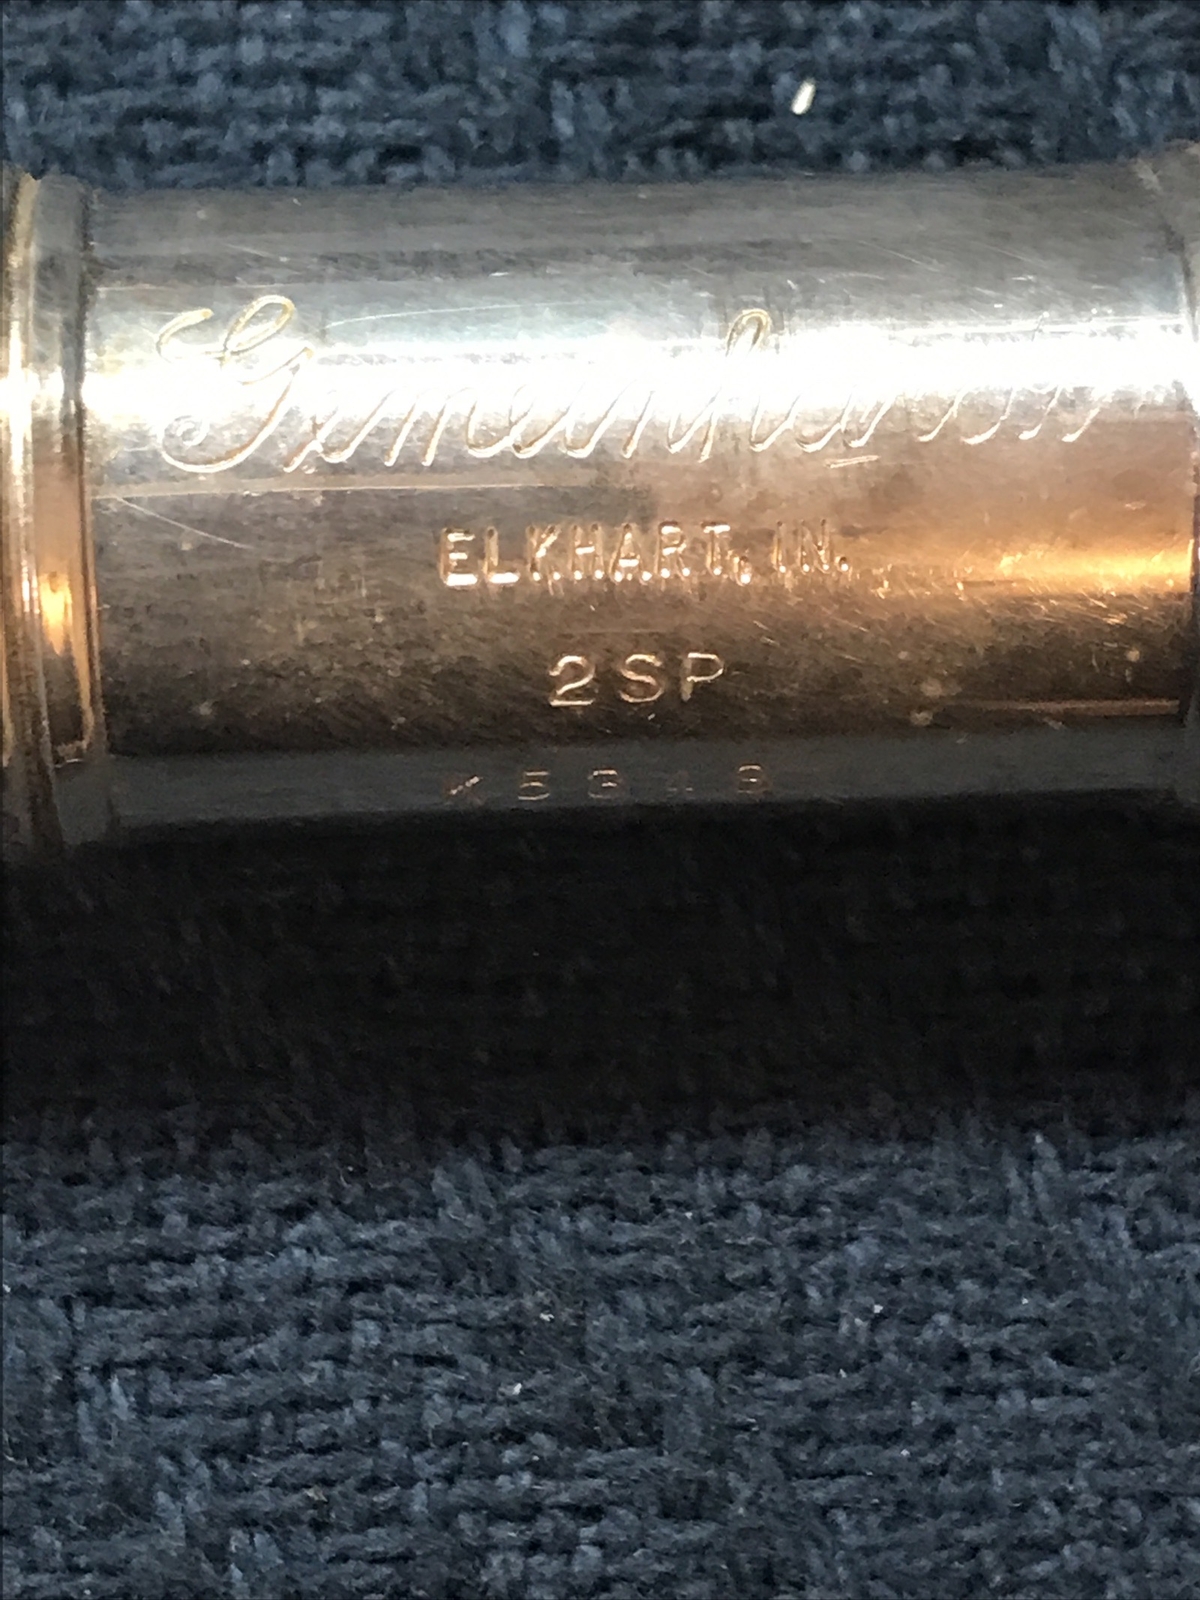 Gemeinhardt
ELKHART, IN.
2SP